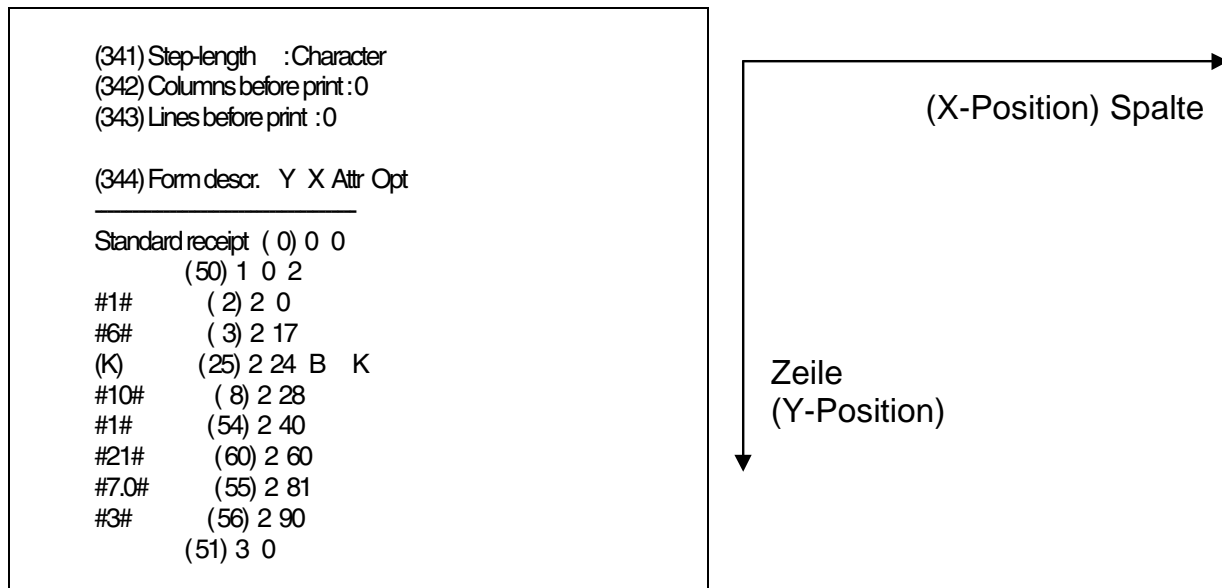 (341) Step-length : Character
(342) Columns before print : 0
(343) Lines before print : 0
(344) Form descr. Y X Attr Opt
Standard receipt ( 0) 0 0
(50) 1 0 2
#1# ( 2) 2 0
#6# ( 3) 2 17
(K) (25) 2 24 B K
#10# ( 8) 2 28
#1# (54) 2 40
#21# (60) 2 60
#7.0# (55) 2 81
#3# (56) 2 90
(51) 3 0
(X-Position) Spalte
Zeile
(Y-Position)